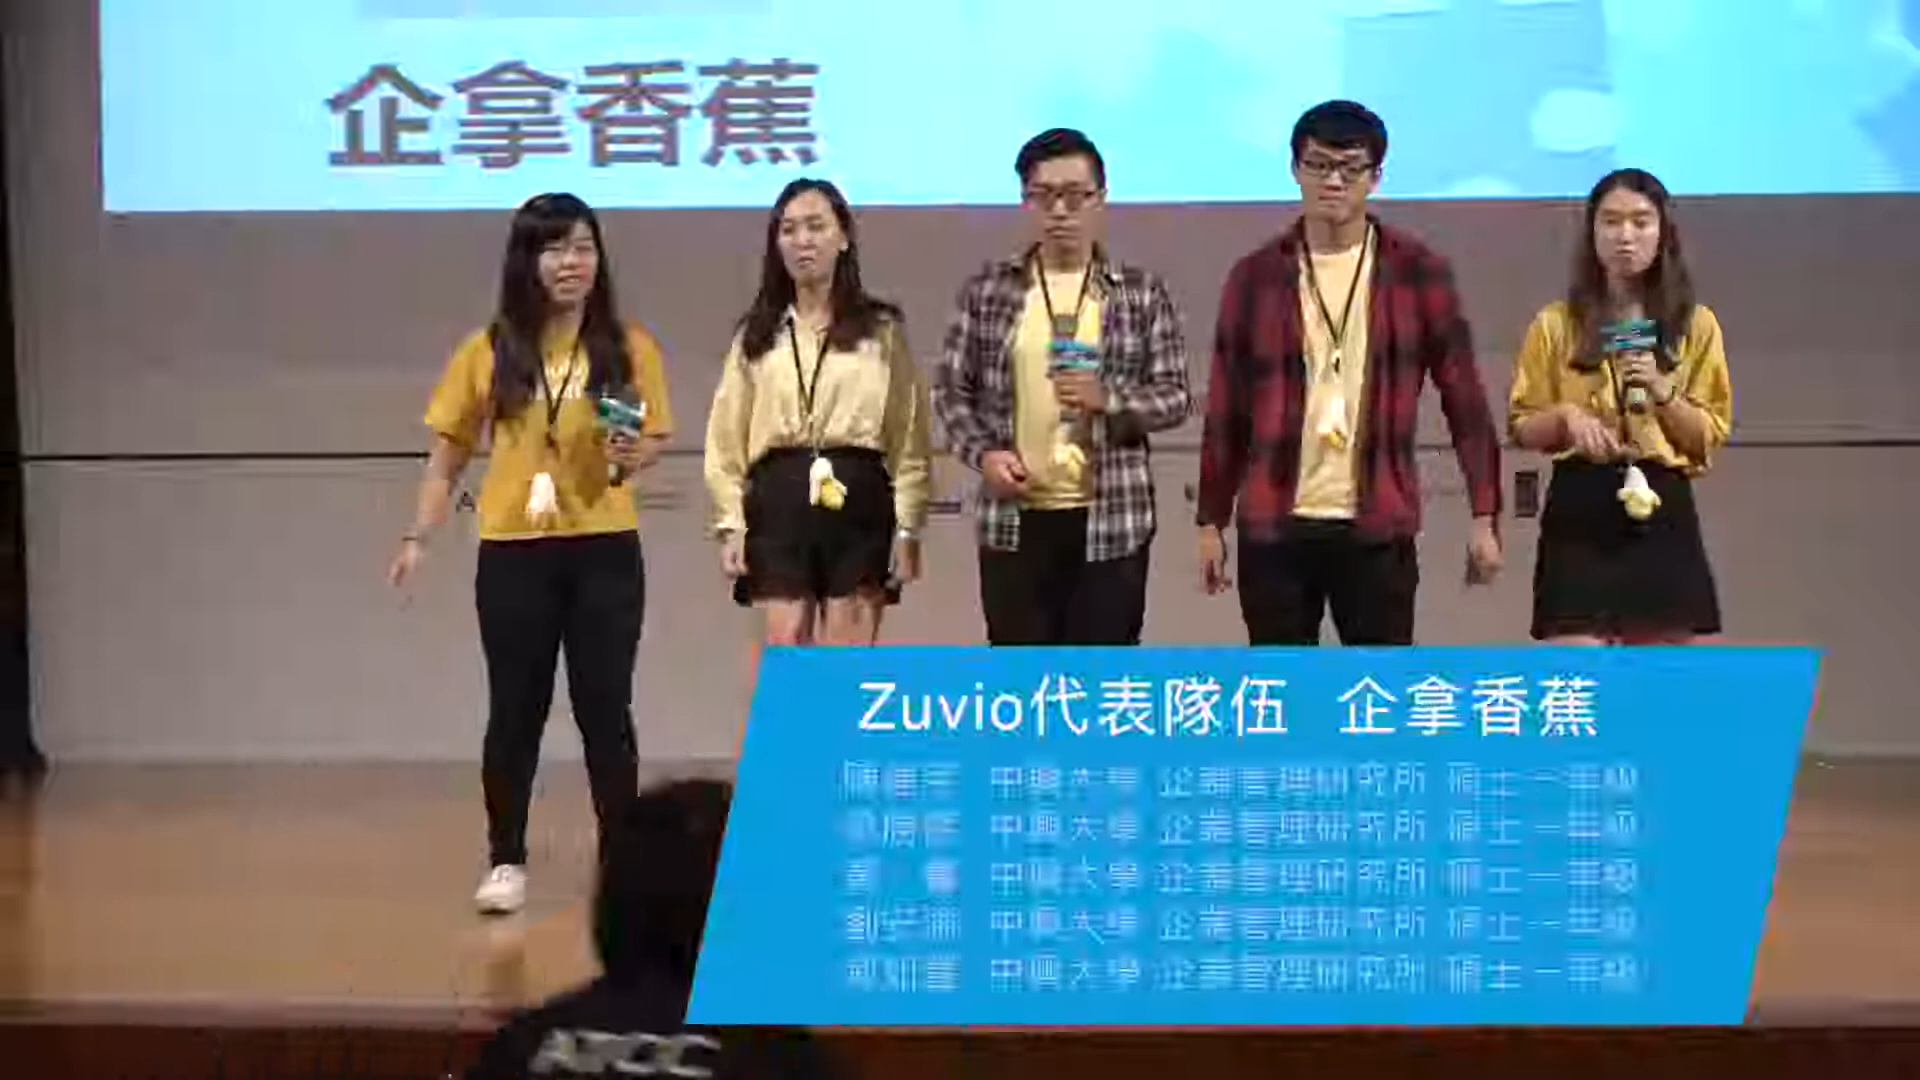 企拿香蕉
Zuvio代表隊伍 企拿香蕉
中興大學 企業管理研究所 碩士一年級
中興大學 企業管理研究所 碩士一年級
中興大學 企業管理研究所 碩士一年級
中興大學 企業管理研究所 碩士一年級
中興大學 企業管理研究所 碩士一年級
ATCC